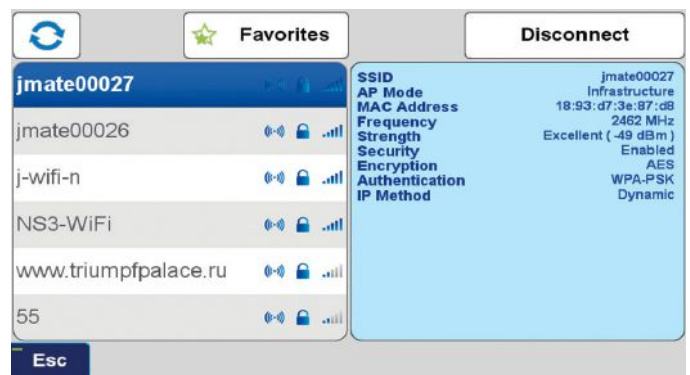 Favorites
Disconnect
jmate00027
jmate00026
j-wifi-n
NS3-WiFi
www.triumpfpalace.ru
55
SSID jmate00027
AP Mode Infrastructure
MAC Address 18:93:d7:3e:87:d8
Frequency 2462 MHz
Strength Excellent ( -49 dBm )
Security Enabled
Encryption AES
Authentication WPA-PSK
IP Method Dynamic
Esc